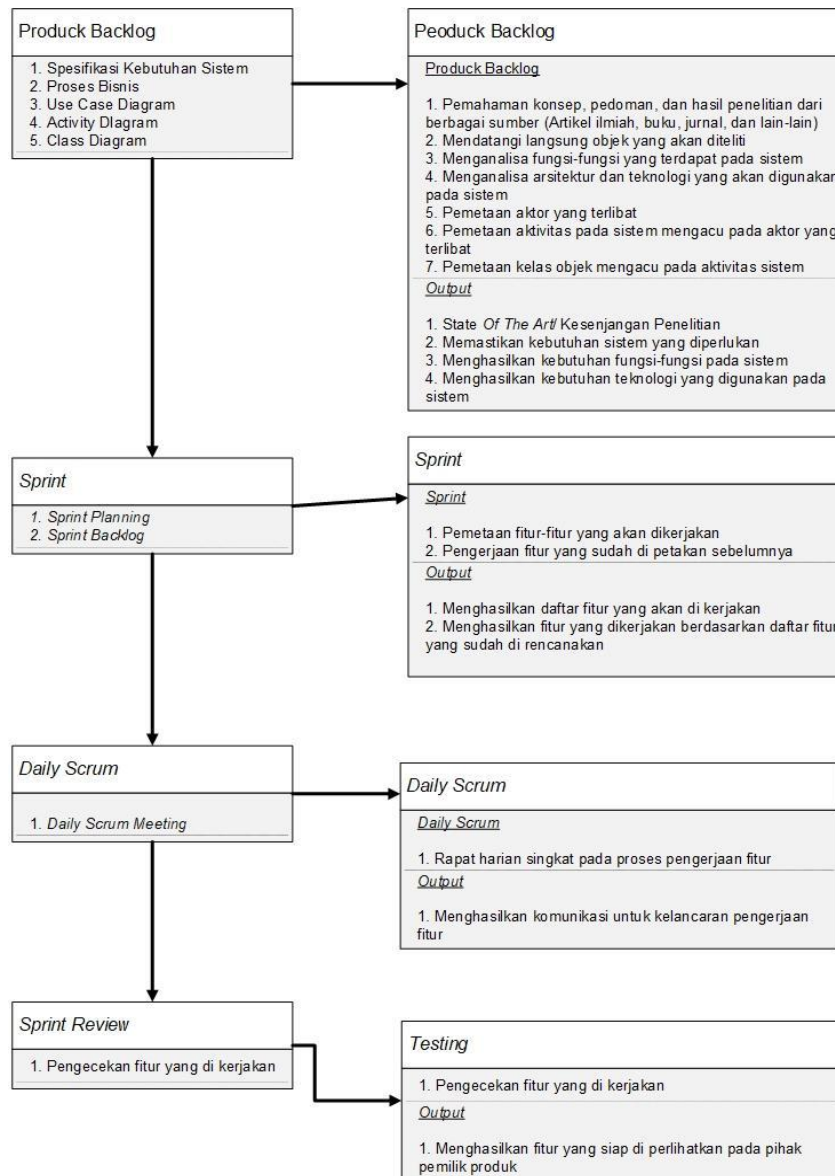 Produck Backlog
1. Spesifikasi Kebutuhan Sistem
2. Proses Bisnis
3. Use Case Diagram
4. Activity DIagram
5. Class Diagram
Peoduck Backlog
Produck Backlog
1. Pemahaman konsep, pedoman, dan hasil penelitian dari
berbagai sumber (Artikel ilmiah, buku, jurnal, dan lain-lain)
2. Mendatangi langsung objek yang akan diteliti
3. Menganalisa fungsi-fungsi yang terdapat pada sistem
4. Menganalisa arsitektur dan teknologi yang akan digunakan
pada sistem
5. Pemetaan aktor yang terlibat
6. Pemetaan aktivitas pada sistem mengacu pada aktor yang
terlibat
7. Pemetaan kelas objek mengacu pada aktivitas sistem
Output
1. State Of The Art/ Kesenjangan Penelitian
2. Memastikan kebutuhan sistem yang diperlukan
3. Menghasilkan kebutuhan fungsi-fungsi pada sistem
4. Menghasilkan kebutuhan teknologi yang digunakan pada
sistem
Sprint
1. Sprint Planning
2. Sprint Backlog
Sprint
Sprint
1. Pemetaan fitur-fitur yang akan dikerjakan
2. Pengerjaan fitur yang sudah di petakan sebelumnya
Output
1. Menghasilkan daftar fitur yang akan di kerjakan
2. Menghasilkan fitur yang dikerjakan berdasarkan daftar fitur
yang sudah di rencanakan
Daily Scrum
1. Daily Scrum Meeting
Daily Scrum
Daily Scrum
1. Rapat harian singkat pada proses pengerjaan fitur
Output
1. Menghasilkan komunikasi untuk kelancaran pengerjaan
fitur
Sprint Review
1. Pengecekan fitur yang di kerjakan
Testing
1. Pengecekan fitur yang di kerjakan
Output
1. Menghasilkan fitur yang siap di perlihatkan pada pihak
pemilik produk